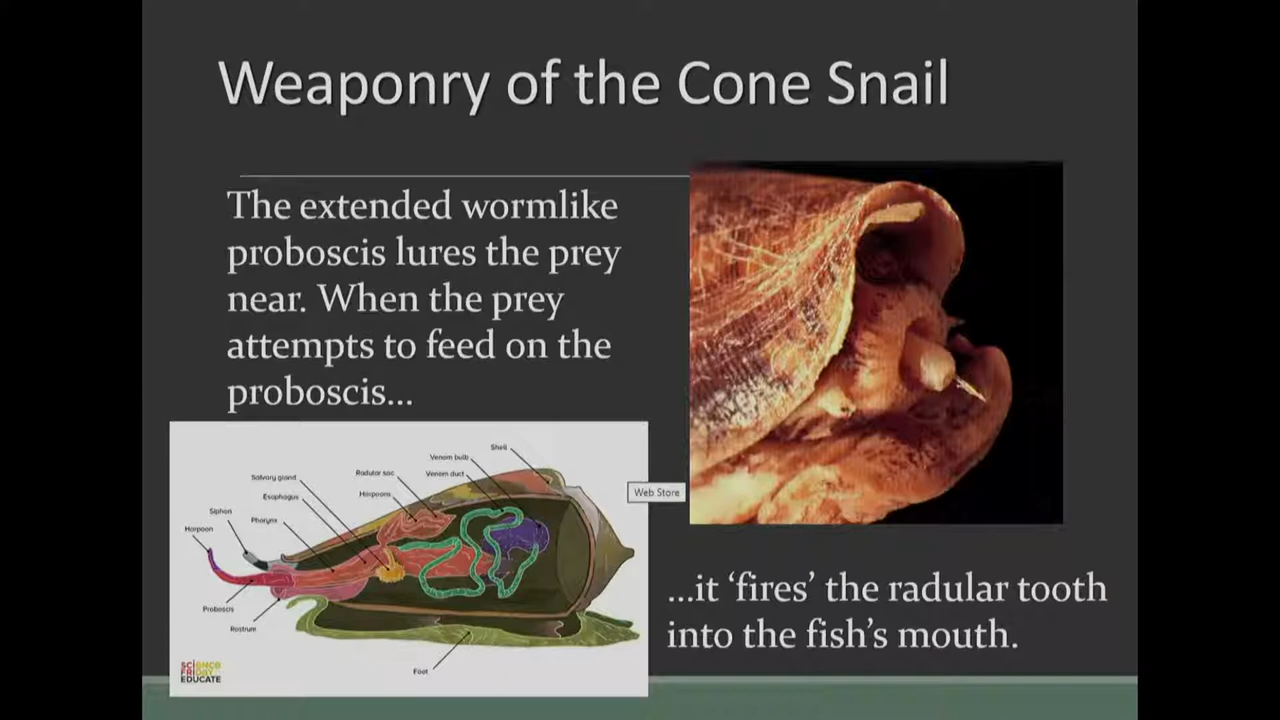 Weaponry of the Cone Snail
The extended wormlike
proboscis lures the prey
near. When the prey
attempts to feed on the
proboscis...
Shell
Venom bulb
Venom duct
Radular sac
Harpoons
Salivary gland
Esophagus
Siphon
Pharynx
Harpoon
Proboscis
Rostrum
Foot
SCIENCE
FRIDAY
EDUCATE
Web Store
...it ‘fires’ the radular tooth
into the fish’s mouth.